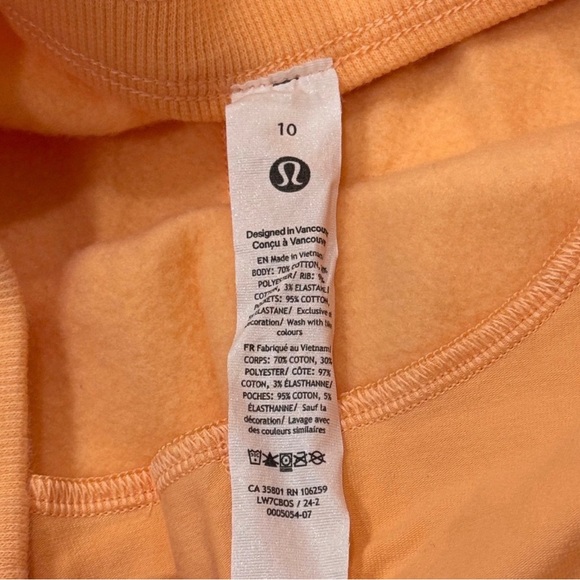 10
Designed in Vancouve
Conçu à Vancouve
EN Made in Vietnam
BODY: 70% COTTON,
POLYESTER/ RIB:
COTTON, 3% ELASTANE/
POCKETS: 95% COTTON,
ELASTANE/ Exclusive
decoration/ Wash with
colours
FR Fabriqué au Vietnam/
CORPS: 70% COTON, 30%
POLYESTER/ CÔTE: 97%
COTON, 3% ÉLASTHANNE/
POCHES: 95% COTON, 5%
ÉLASTHANNE/ Sauf la
décoration/ Lavage avec
des couleurs similaires
CA 35801 RN 106259
LW7CBOS / 24-2
0005054-07